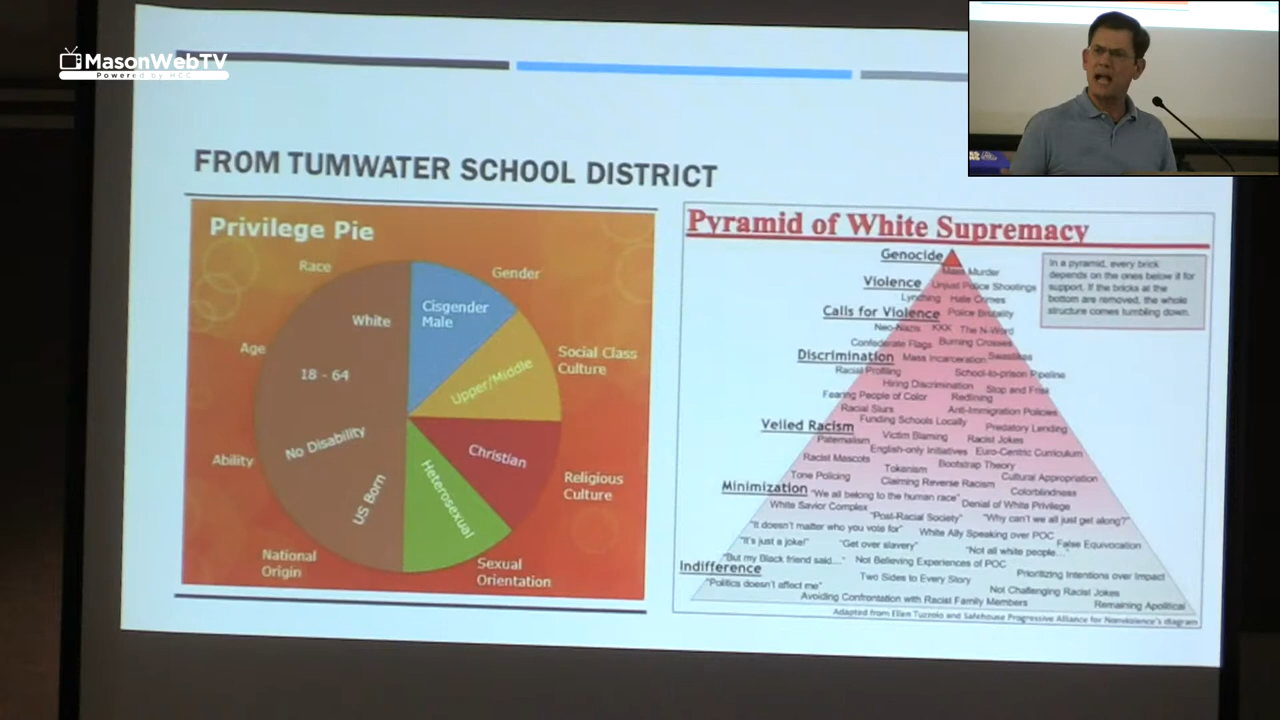 MasonWebTV
Powered by HCC
FROM TUMWATER SCHOOL DISTRICT
Privilege Pie
Race
Gender
White
Cisgender
Male
Age
18 - 64
Upper/Middle
Social Class
Culture
No Disability
Ability
Christian
Religious
Culture
US Born
Heterosexual
National
Origin
Sexual
Orientation
Pyramid of White Supremacy
Genocide
Mass Murder
In a pyramid, every brick
depends on the ones below it for
support. If the bricks at the
bottom are removed, the whole
structure comes tumbling down.
Violence
Unjust Police Shootings
Lynching Hate Crimes
Calls for Violence Police Brutality
Neo-Nazis KKK The N-Word
Confederate Flags Burning Crosses
Discrimination Mass Incarceration Swastikas
Racial Profiling School-to-prison Pipeline
Hiring Discrimination Stop and Frisk
Fearing People of Color Redlining
Racial Slurs Anti-Immigration Policies
Funding Schools Locally Predatory Lending
Veiled Racism
Paternalism Victim Blaming Racist Jokes
English-only Initiatives Euro-Centric Curriculum
Racist Mascots
Tokenism Bootstrap Theory
Tone Policing Claiming Reverse Racism Cultural Appropriation
Minimization "We all belong to the human race" Colorblindness
White Savior Complex Denial of White Privilege
"Post-Racial Society" "Why can't we all just get along?"
"It doesn't matter who you vote for" White Ally Speaking over POC
"It's just a joke!" "Get over slavery" False Equivocation
"Not all white people..."
"But my Black friend said..." Not Believing Experiences of POC
Indifference Two Sides to Every Story Prioritizing Intentions over Impact
"Politics doesn't affect me" Not Challenging Racist Jokes
Avoiding Confrontation with Racist Family Members Remaining Apolitical
Adapted from Ellen Tuzzolo and Safehouse Progressive Alliance for Nonviolence's diagram